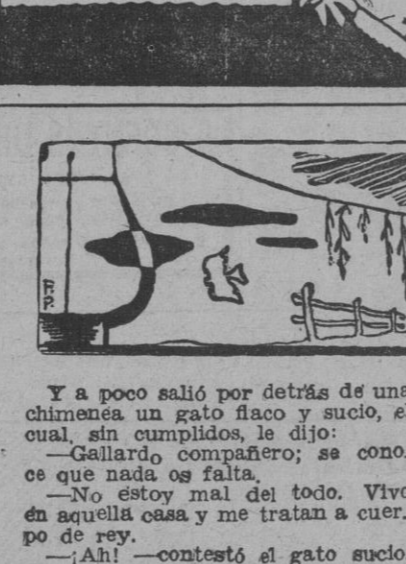 F.
P.
Y a poco salió por detrás de una
chimenea un gato flaco y sucio, el
cual, sin cumplidos, le dijo:
—Gallardo compañero; se cono.
ce que nada os falta.
—No estoy mal del todo. Vivo
en aquella casa y me tratan a cuer.
po de rey.
—¡Ah! —contestó el gato sucio